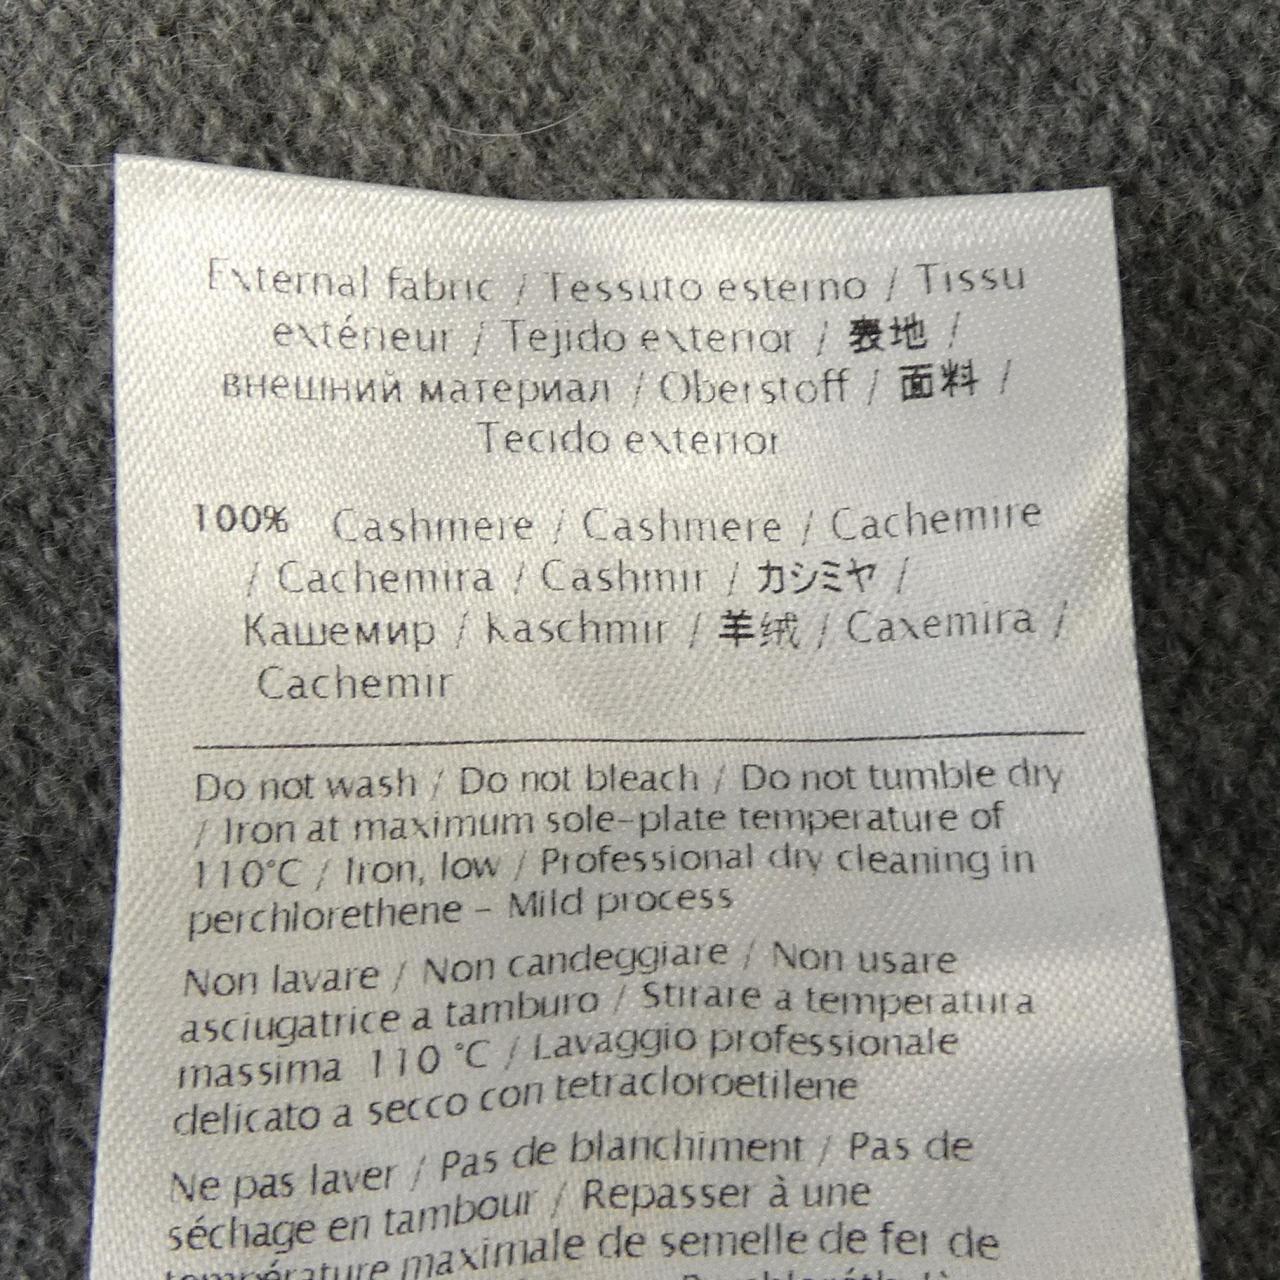 External fabric / Tessuto esterno / Tissu
extérieur / Tejido exterior / 表地 /
внешний материал / Oberstoff / 面料 /
Tecido exterior
100% Cashmere / Cashmere / Cachemire
/ Cachemira / Cashmir / カシミヤ /
Кашемир / Kaschmir / 羊绒 / Caxemira /
Cachemir
Do not wash / Do not bleach / Do not tumble dry
/ Iron at maximum sole-plate temperature of
110°C / Iron, low / Professional dry cleaning in
perchlorethene - Mild process
Non lavare / Non candeggiare / Non usare
asciugatrice a tamburo / Stirare a temperatura
massima 110 °C / Lavaggio professionale
delicato a secco con tetracloroetilene
Ne pas laver / Pas de blanchiment / Pas de
séchage en tambour / Repasser à une
température maximale de semelle de fer de